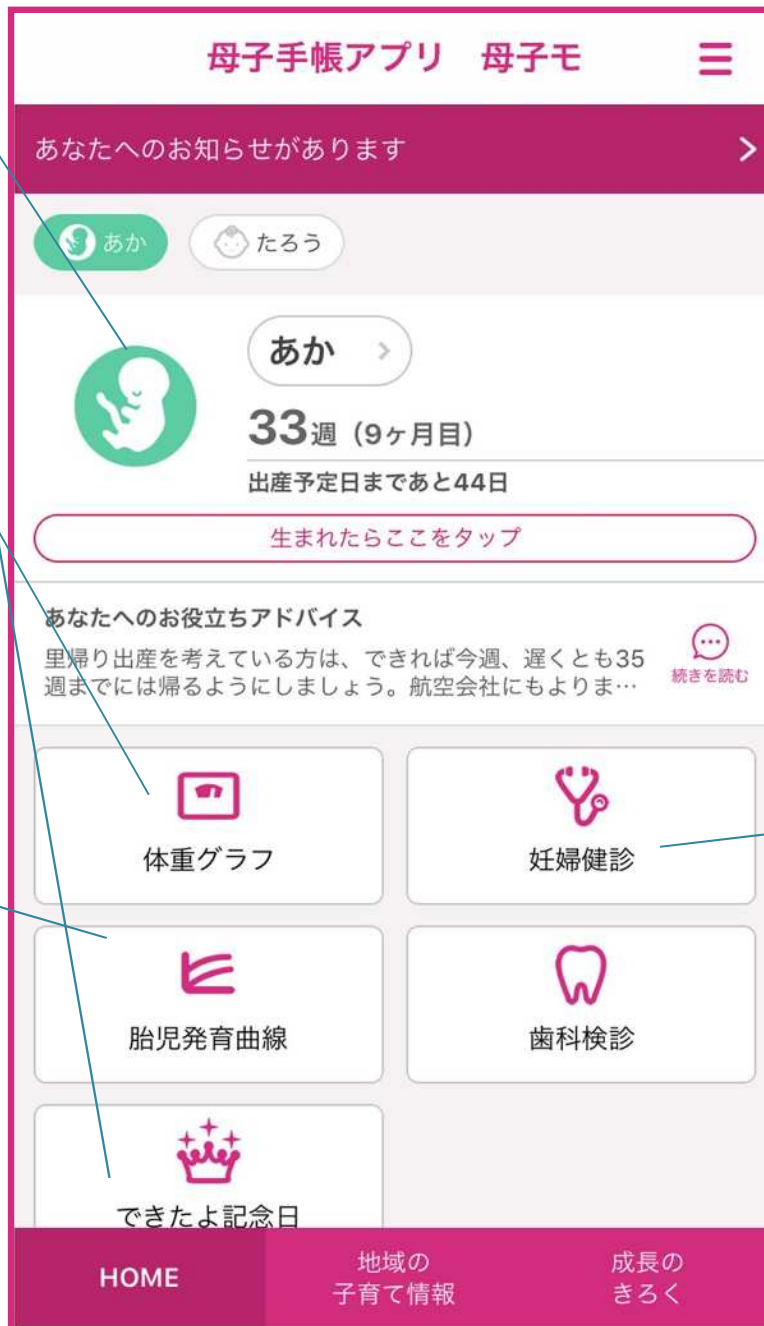 母子手帳アプリ 母子モ
あなたへのお知らせがあります
あか
たろう
あか
33週（9ヶ月目）
出産予定日まであと44日
生まれたらここをタップ
あなたへのお役立ちアドバイス
里帰り出産を考えている方は、できれば今週、遅くとも35
週までには帰るようにしましょう。航空会社にもよりま…
続きを読む
体重グラフ
妊婦健診
胎児発育曲線
歯科検診
できたよ記念日
HOME
地域の
子育て情報
成長の
きろく